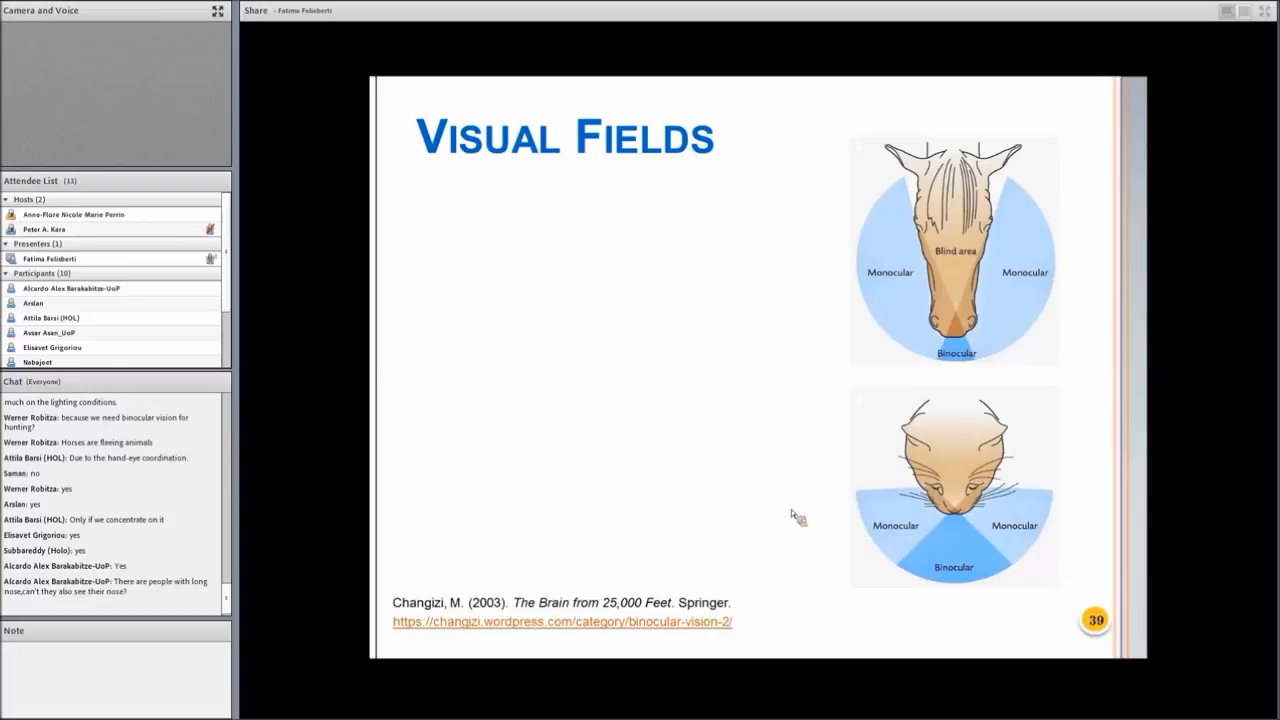 Camera and Voice
Share - Fatima Felisberti
Attendee List (13)
Hosts (2)
Anne-Flore Nicole Marie Perrin
Peter A. Kara
Presenters (1)
Fatima Felisberti
Participants (10)
Alcardo Alex Barakabitze-UoP
Arslan
Attila Barsi (HOL)
Avsar Asan_UoP
Elisavet Grigoriou
Nabajeet
Chat (Everyone)
much on the lighting conditions.
Werner Robitza: because we need binocular vision for
hunting?
Werner Robitza: Horses are fleeing animals
Attila Barsi (HOL): Due to the hand-eye coordination.
Saman: no
Werner Robitza: yes
Arslan: yes
Attila Barsi (HOL): Only if we concentrate on it
Elisavet Grigoriou: yes
Subbareddy (Holo): yes
Alcardo Alex Barakabitze-UoP: Yes
Alcardo Alex Barakabitze-UoP: There are people with long
nose,can't they also see their nose?
Note
VISUAL FIELDS
Blind area
Monocular
Monocular
Binocular
Monocular
Monocular
Binocular
Changizi, M. (2003). The Brain from 25,000 Feet. Springer.
https://changizi.wordpress.com/category/binocular-vision-2/
39